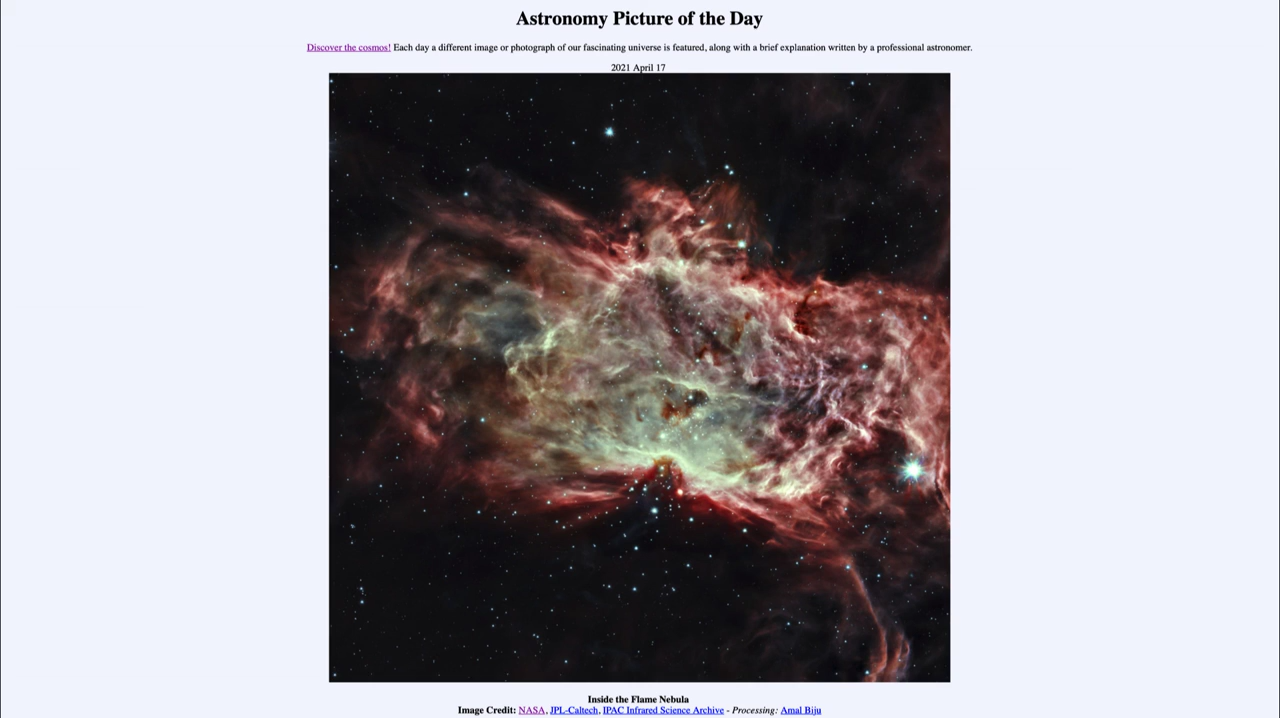 Astronomy Picture of the Day
Discover the cosmos! Each day a different image or photograph of our fascinating universe is featured, along with a brief explanation written by a professional astronomer.
2021 April 17
Inside the Flame Nebula
Image Credit: NASA, JPL-Caltech, IPAC Infrared Science Archive - Processing: Amal Biju